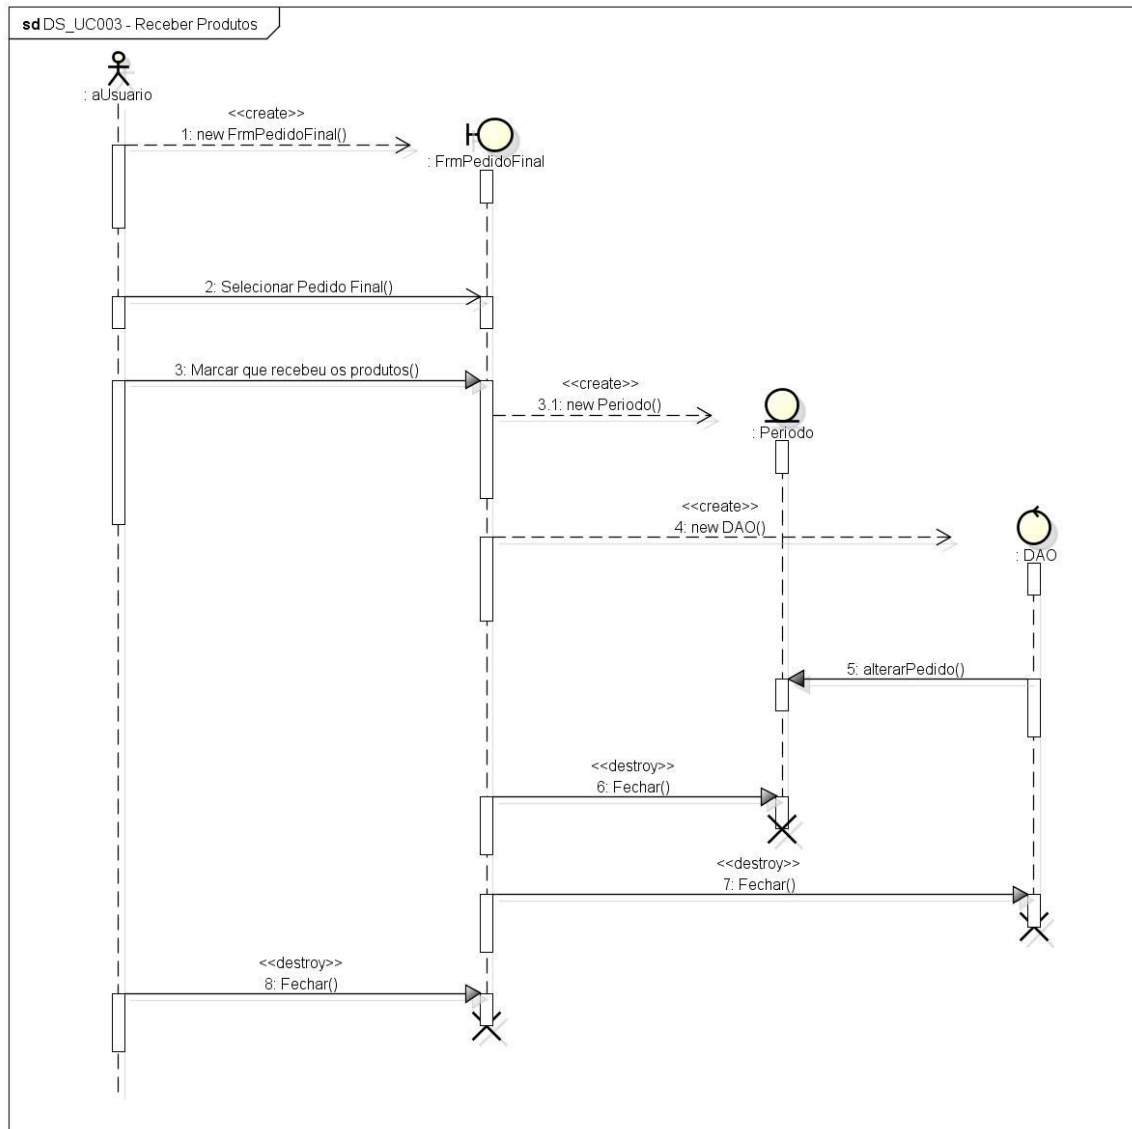 sd DS_UC003 - Receber Produtos
: aUsuario
<<create>>
1: new FrmPedidoFinal()
: FrmPedidoFinal
2: Selecionar Pedido Final()
3: Marcar que recebeu os produtos()
<<create>>
3.1: new Periodo()
: Periodo
<<create>>
4: new DAO()
: DAO
5: alterarPedido()
<<destroy>>
6: Fechar()
<<destroy>>
7: Fechar()
<<destroy>>
8: Fechar()